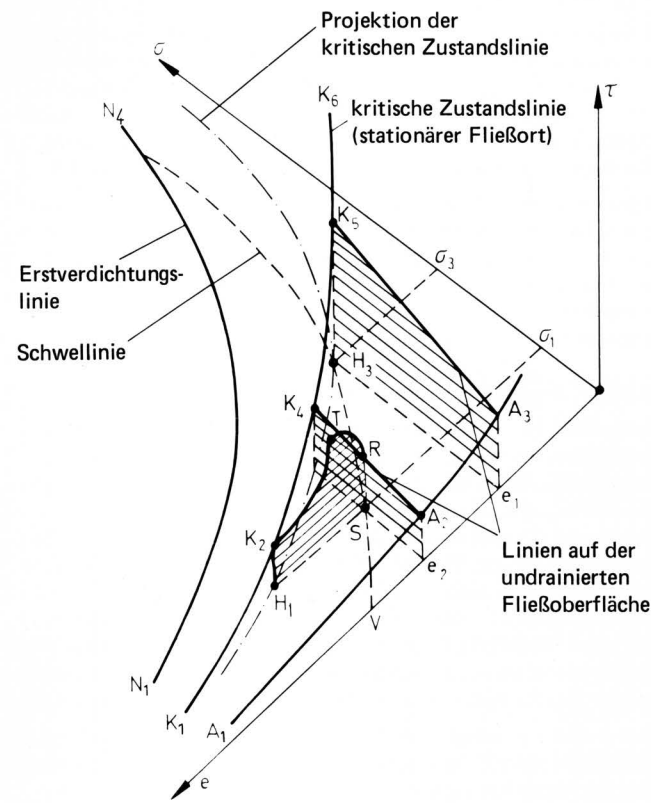 Projektion der
kritischen Zustandslinie
σ
K₆
τ
N₄
kritische Zustandslinie
(stationärer Fließort)
K₅
σ₃
Erstverdichtungs-
linie
σ₁
Schwellinie
H₃
K₄
T
A₃
R
e₁
S
A₂
K₂
e₂
Linien auf der
undrainierten
Fließoberfläche
H₁
V
N₁
K₁
A₁
e